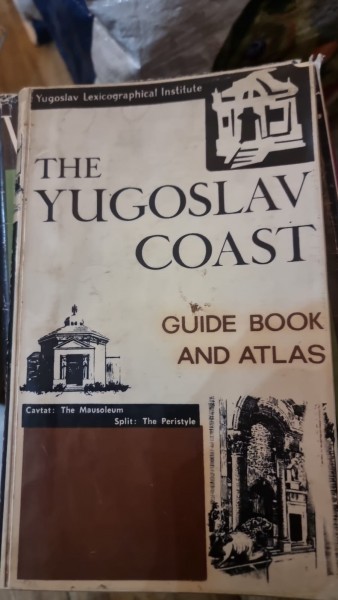 Yugoslav Lexicographical Institute
THE
YUGOSLAV
COAST
GUIDE BOOK
AND ATLAS
Cavtat: The Mausoleum
Split: The Peristyle